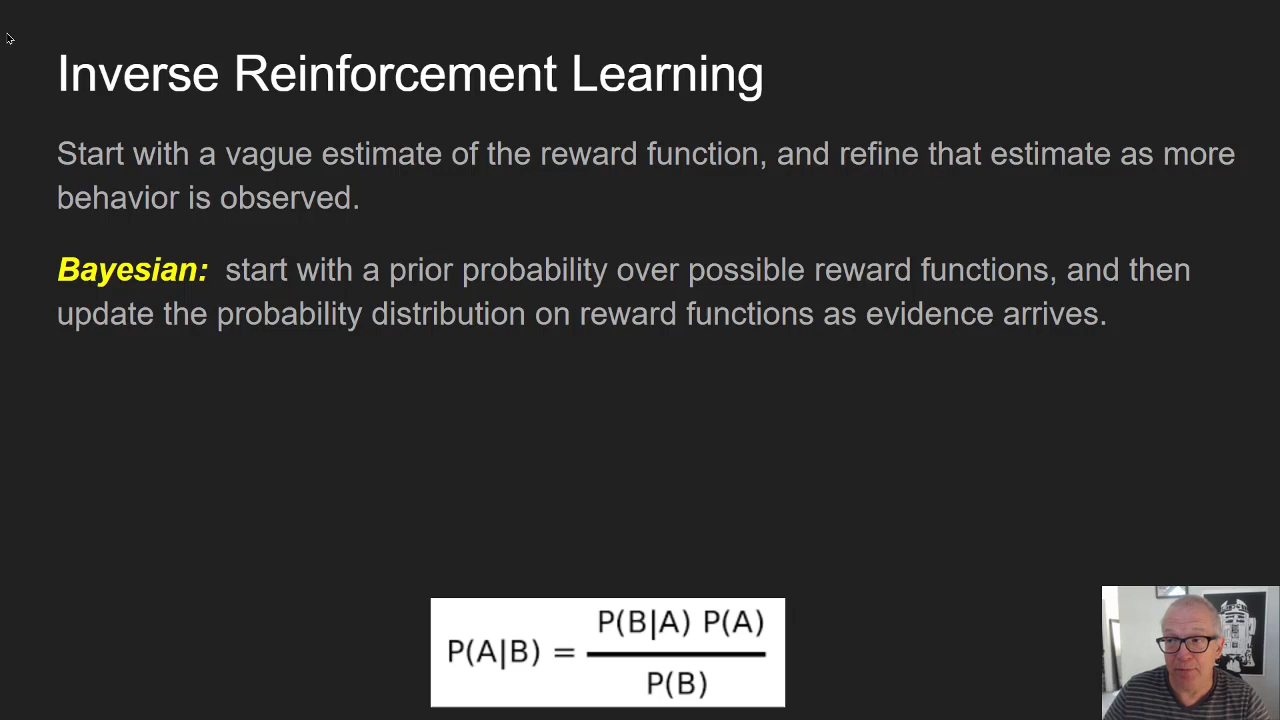 Inverse Reinforcement Learning
Start with a vague estimate of the reward function, and refine that estimate as more
behavior is observed.
Bayesian: start with a prior probability over possible reward functions, and then
update the probability distribution on reward functions as evidence arrives.
P(A|B) = P(B|A) P(A)
P(B)